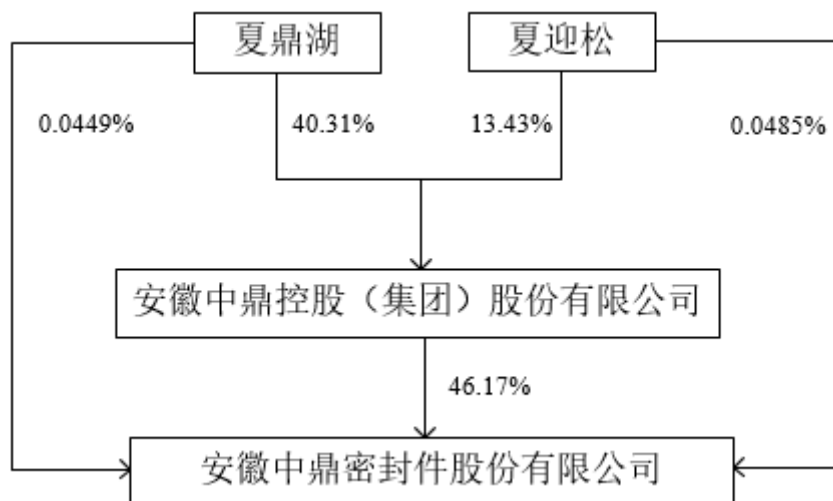 夏鼎湖
夏迎松
0.0449%
40.31%
13.43%
0.0485%
安徽中鼎控股（集团）股份有限公司
46.17%
安徽中鼎密封件股份有限公司